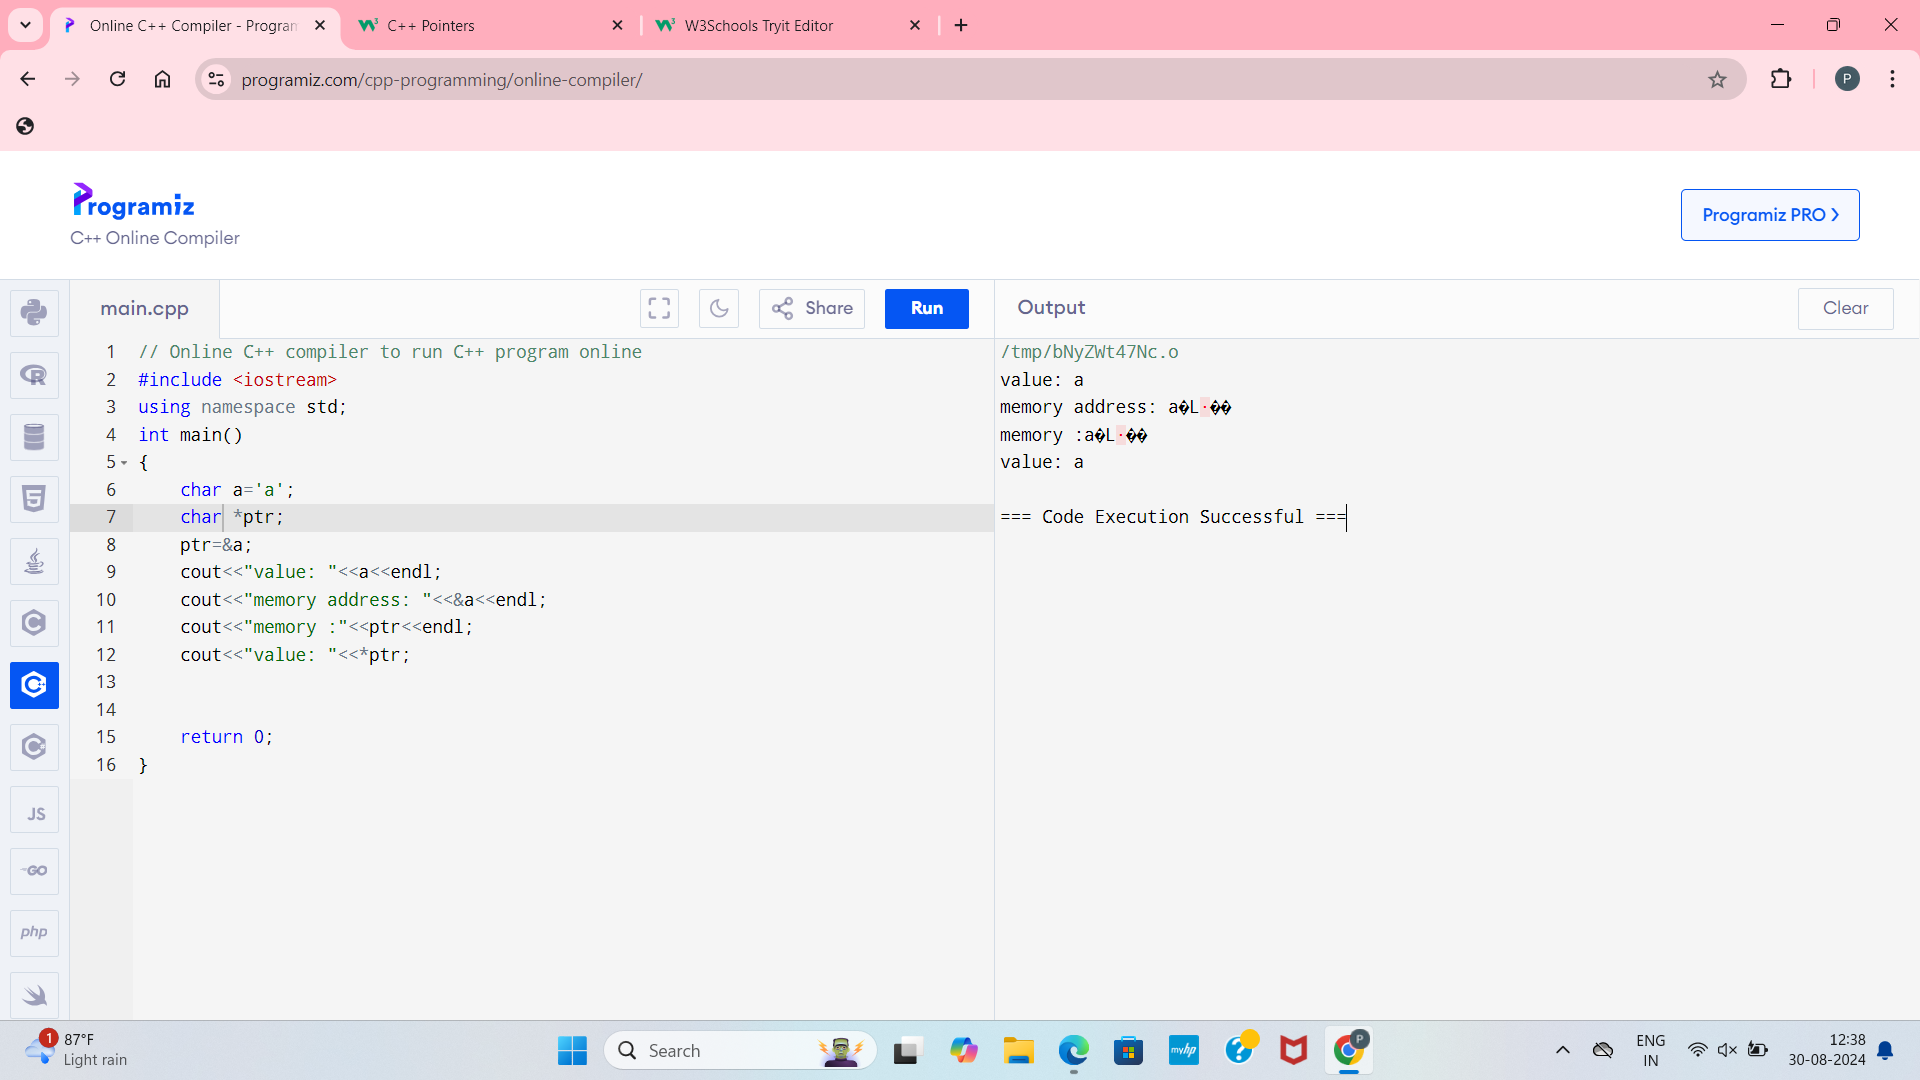 Online C++ Compiler - Program
C++ Pointers
W3Schools Tryit Editor
programiz.com/cpp-programming/online-compiler/
P
Programiz
C++ Online Compiler
Programiz PRO
main.cpp
Share
Run
Output
Clear
1 // Online C++ compiler to run C++ program online
2 #include <iostream>
3 using namespace std;
4 int main()
5 {
6 char a='a';
7 char *ptr;
8 ptr=&a;
9 cout<<"value: "<<a<<endl;
10 cout<<"memory address: "<<&a<<endl;
11 cout<<"memory :"<<ptr<<endl;
12 cout<<"value: "<<*ptr;
13
14
15 return 0;
16 }
/tmp/bNyZWt47Nc.o
value: a
memory address: a�L·��
memory :a�L·��
value: a
=== Code Execution Successful ===
JS
GO
php
1
87°F
Light rain
Search
myhp
P
ENG
IN
12:38
30-08-2024